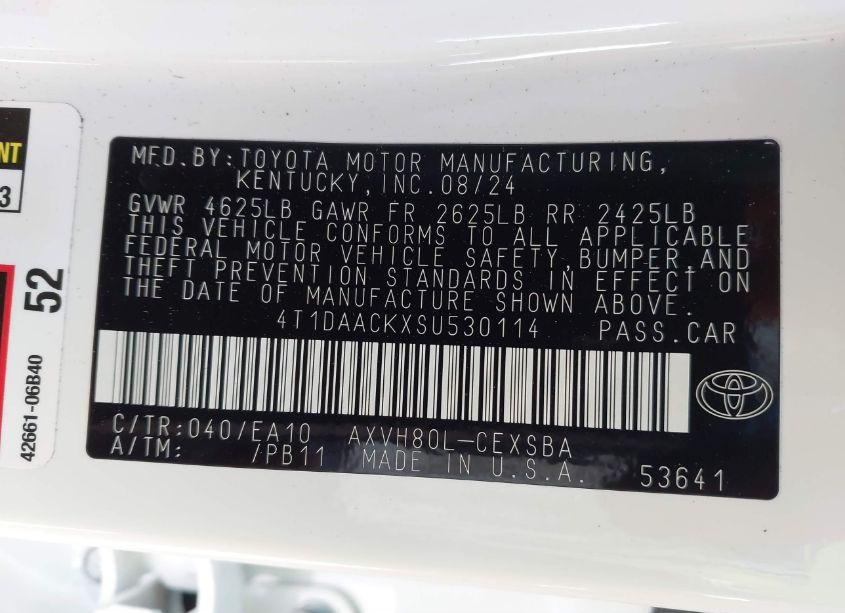 MFD.BY:TOYOTA MOTOR MANUFACTURING,
KENTUCKY,INC.08/24
GVWR 4625LB GAWR FR 2625LB RR 2425LB
THIS VEHICLE CONFORMS TO ALL APPLICABLE
FEDERAL MOTOR VEHICLE SAFETY,BUMPER,AND
THEFT PREVENTION STANDARDS IN EFFECT ON
THE DATE OF MANUFACTURE SHOWN ABOVE.
4T1DAACKXSU530114 PASS.CAR
C/TR:040/EA10 AXVH80L-CEXSBA
A/TM: /PB11 MADE IN U.S.A. 53641
NT
3
52
42661-06B40